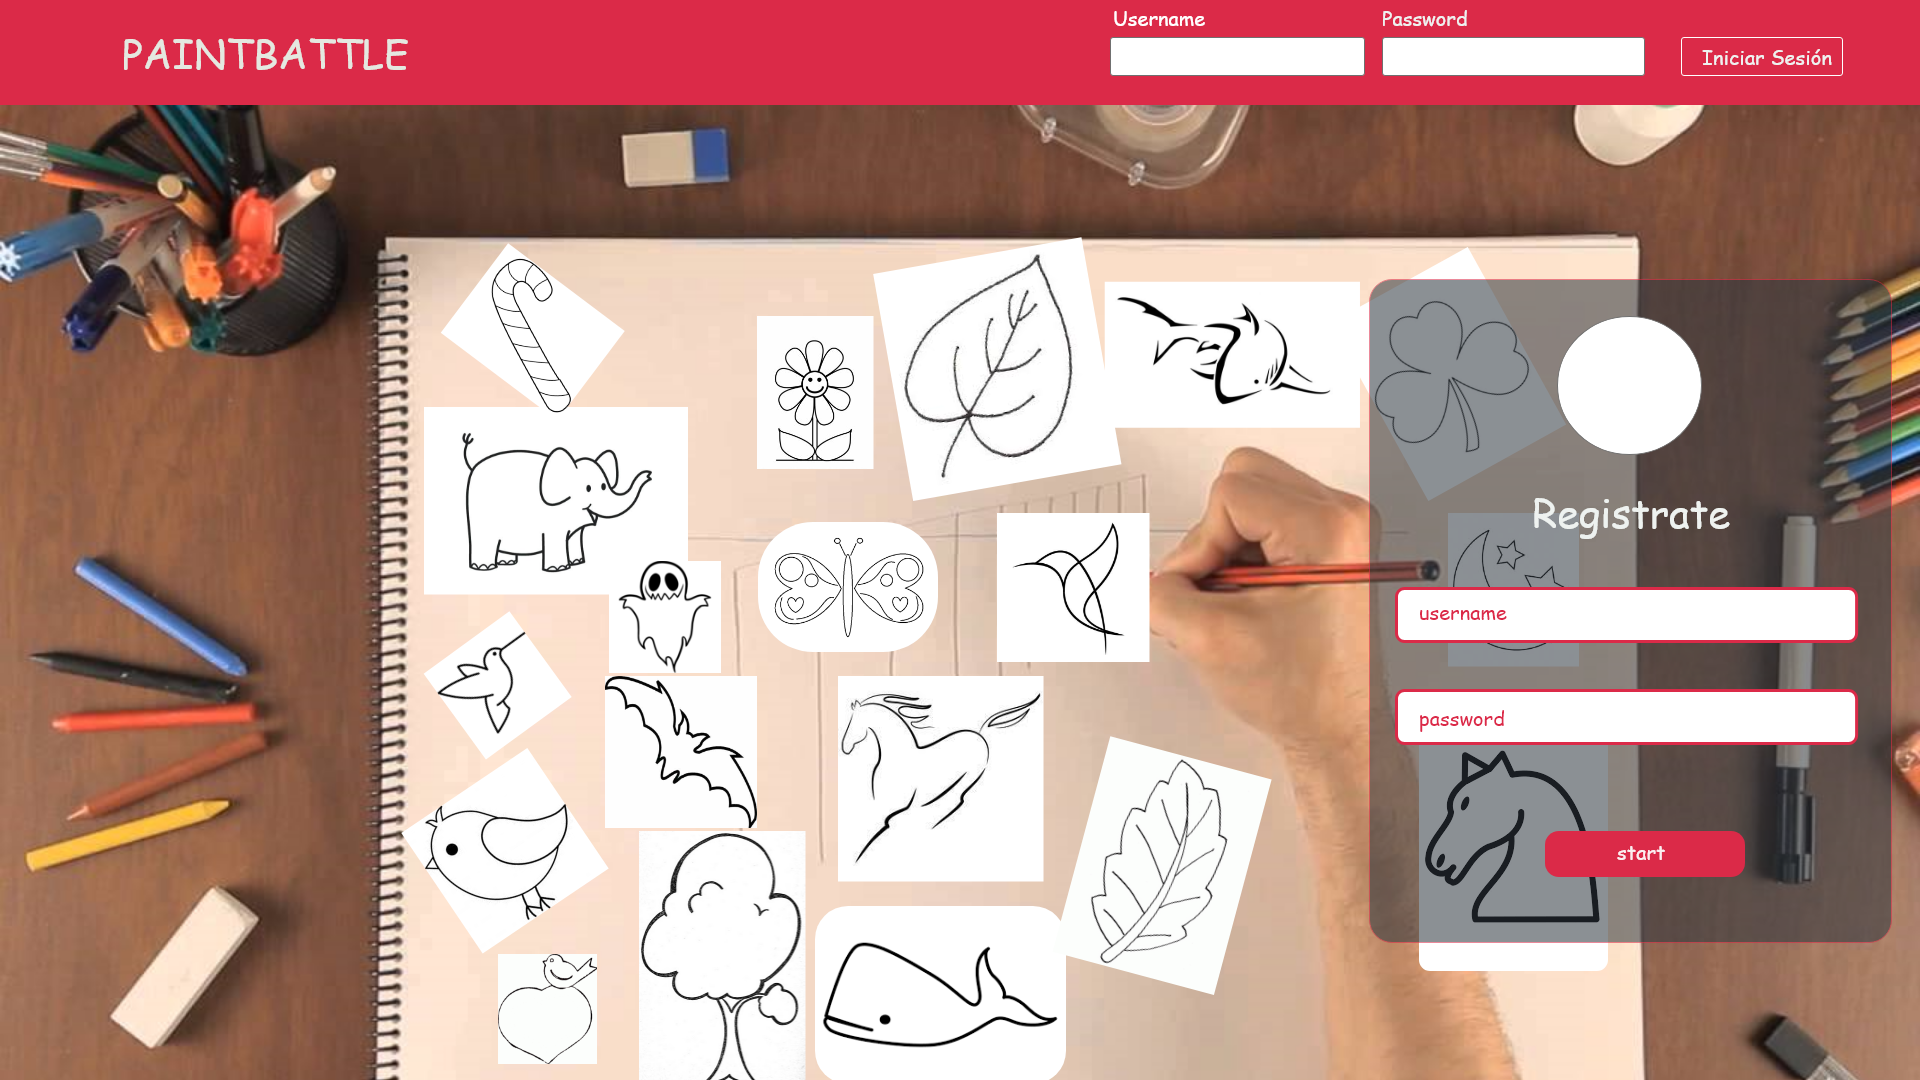 PAINTBATTLE
Username
Password
Iniciar Sesión
Registrate
username
password
start